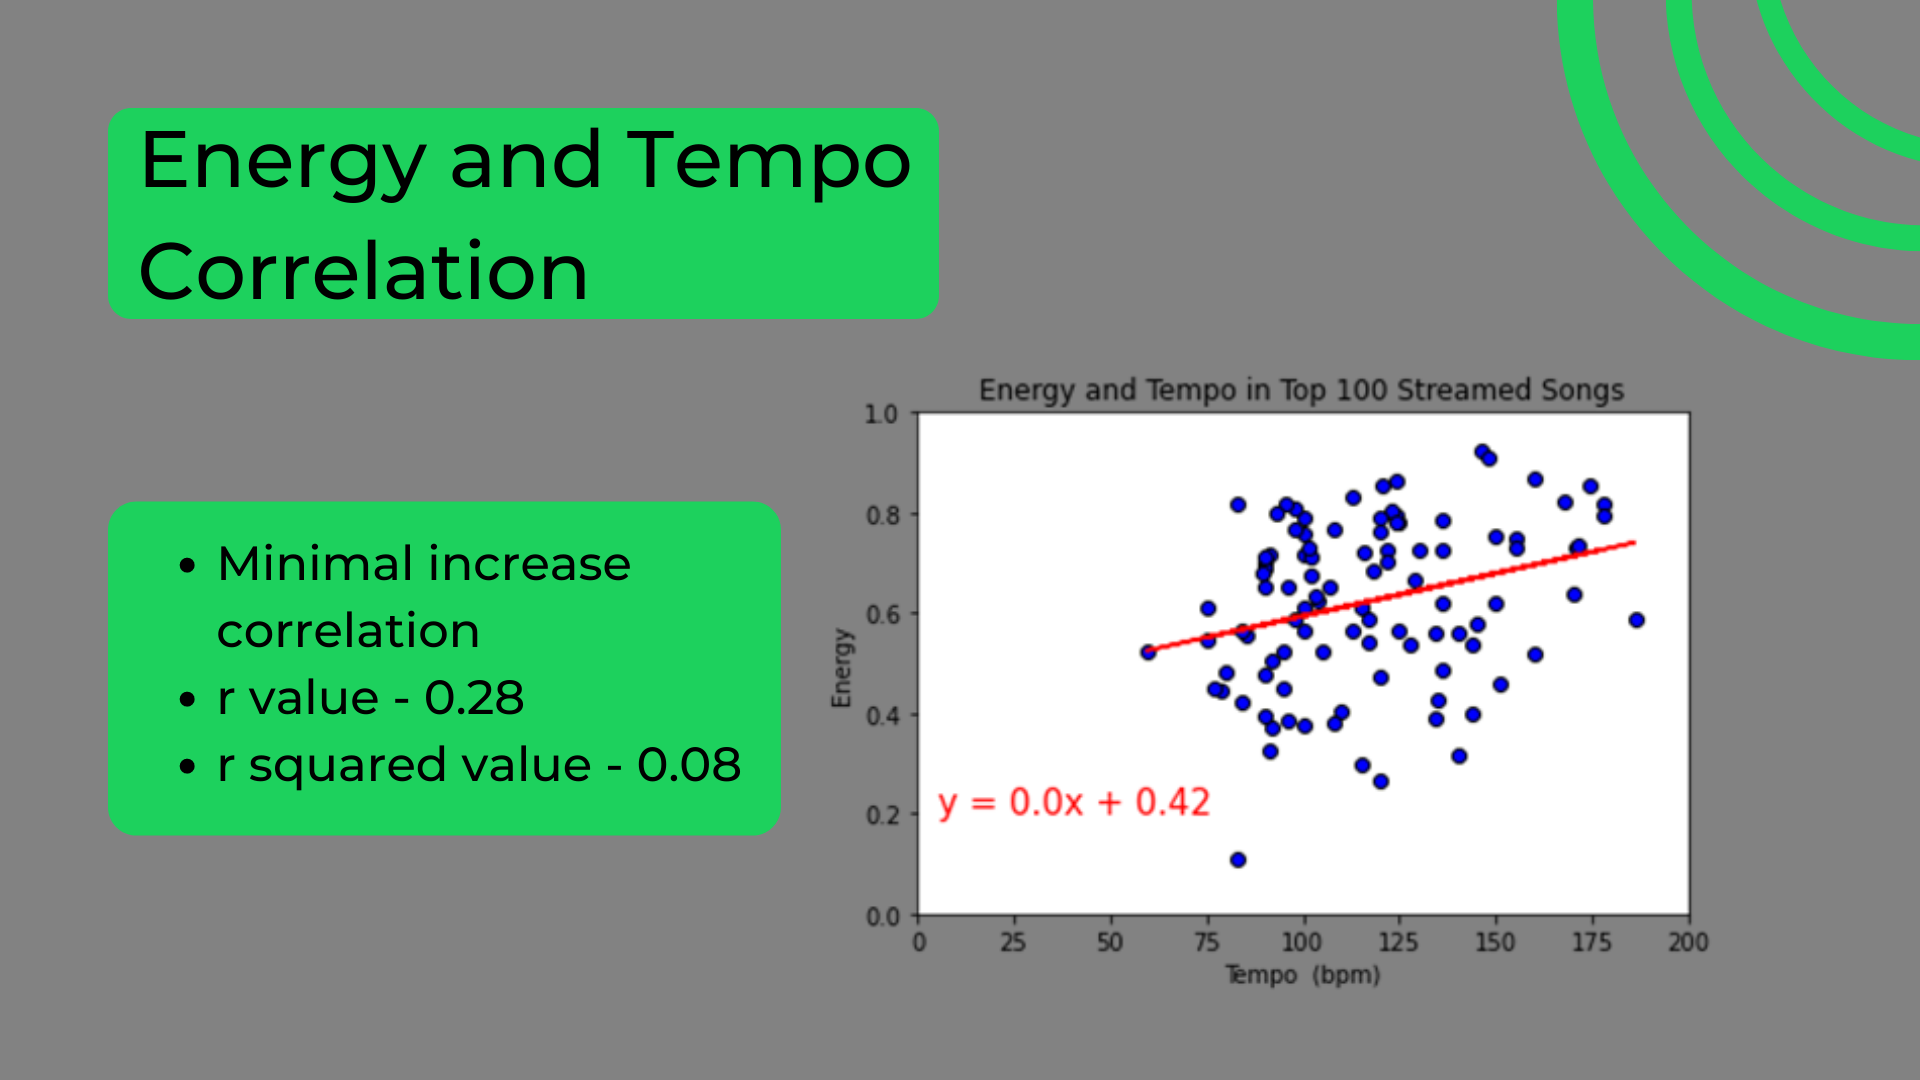 Energy and Tempo
Correlation
• Minimal increase
correlation
• r value - 0.28
• r squared value - 0.08
Energy and Tempo in Top 100 Streamed Songs
1.0
0.8
0.6
0.4
0.2
0.0
Energy
y = 0.0x + 0.42
0 25 50 75 100 125 150 175 200
Tempo (bpm)